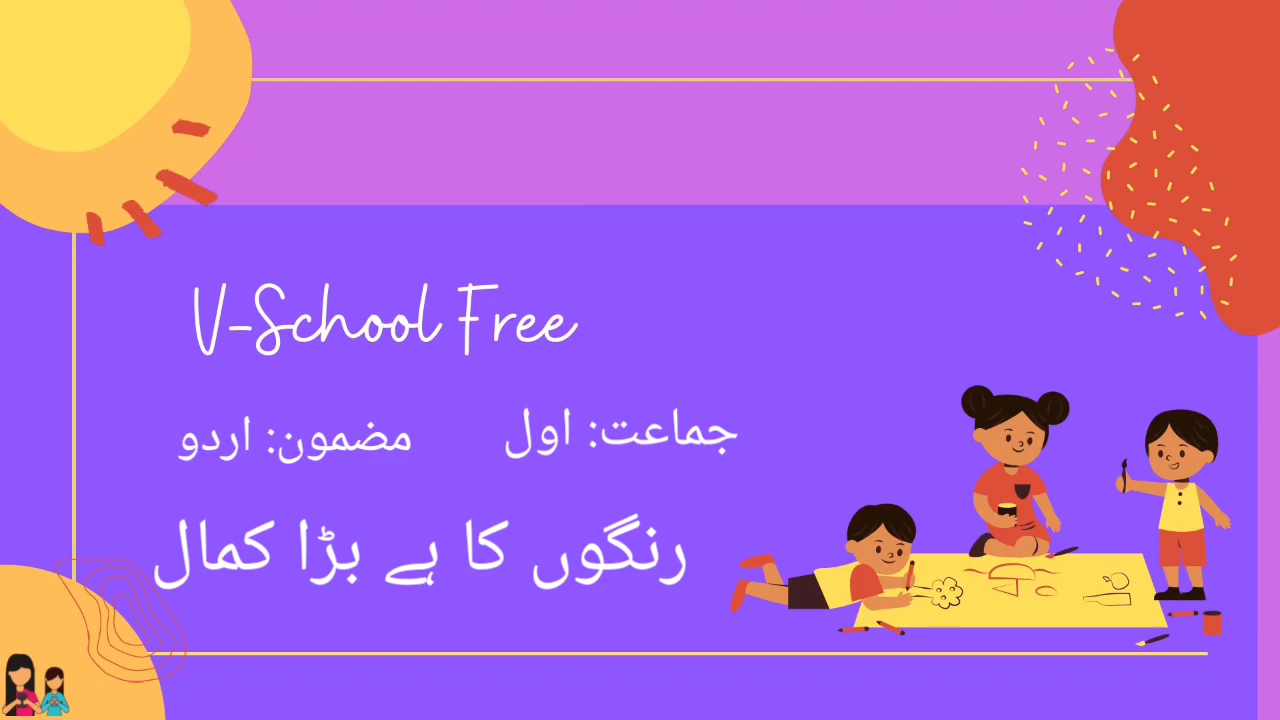 V-School Free
جماعت: اول مضمون: اردو
رنگوں کا ہے بڑا کمال